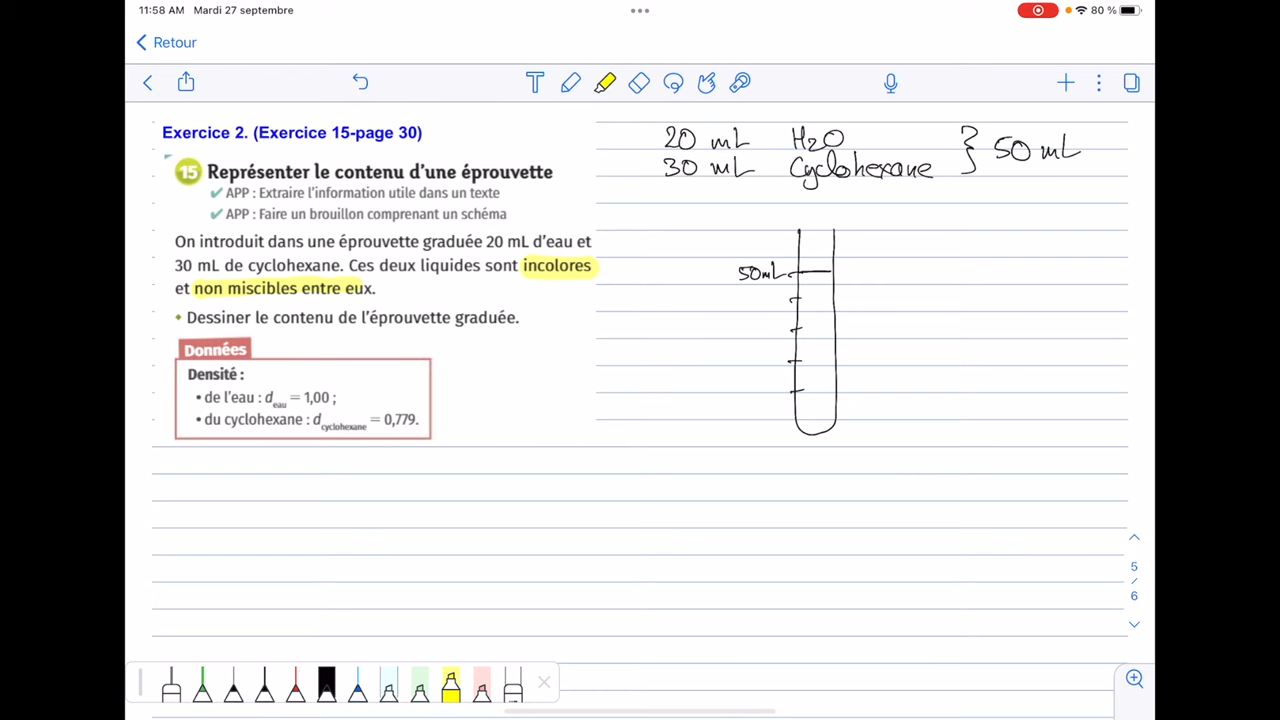 11:58 AM Mardi 27 septembre
80 %
Retour
Exercice 2. (Exercice 15-page 30)
15 Représenter le contenu d'une éprouvette
✔ APP : Extraire l'information utile dans un texte
✔ APP : Faire un brouillon comprenant un schéma
On introduit dans une éprouvette graduée 20 mL d'eau et
30 mL de cyclohexane. Ces deux liquides sont incolores
et non miscibles entre eux.
• Dessiner le contenu de l'éprouvette graduée.
Données
Densité :
• de l'eau : d eau = 1,00 ;
• du cyclohexane : d cyclohexane = 0,779.
20 mL H2O
30 mL Cyclohexane } 50 mL
50mL
5
/
6